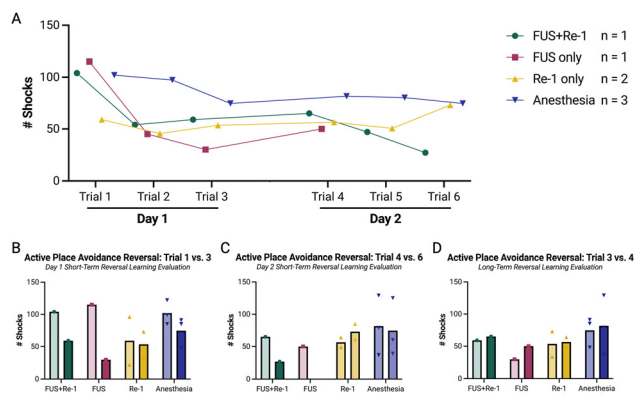 A
150
100
50
0
# Shocks
Trial 1 Trial 2 Trial 3 Trial 4 Trial 5 Trial 6
Day 1 Day 2
FUS+Re-1 n = 1
FUS only n = 1
Re-1 only n = 2
Anesthesia n = 3
B
Active Place Avoidance Reversal: Trial 1 vs. 3
Day 1 Short-Term Reversal Learning Evaluation
150
100
50
0
# Shocks
FUS+Re-1 FUS Re-1 Anesthesia
C
Active Place Avoidance Reversal: Trial 4 vs. 6
Day 2 Short-Term Reversal Learning Evaluation
150
100
50
0
# Shocks
FUS+Re-1 FUS Re-1 Anesthesia
D
Active Place Avoidance Reversal: Trial 3 vs. 4
Long-Term Reversal Learning Evaluation
150
100
50
0
# Shocks
FUS+Re-1 FUS Re-1 Anesthesia